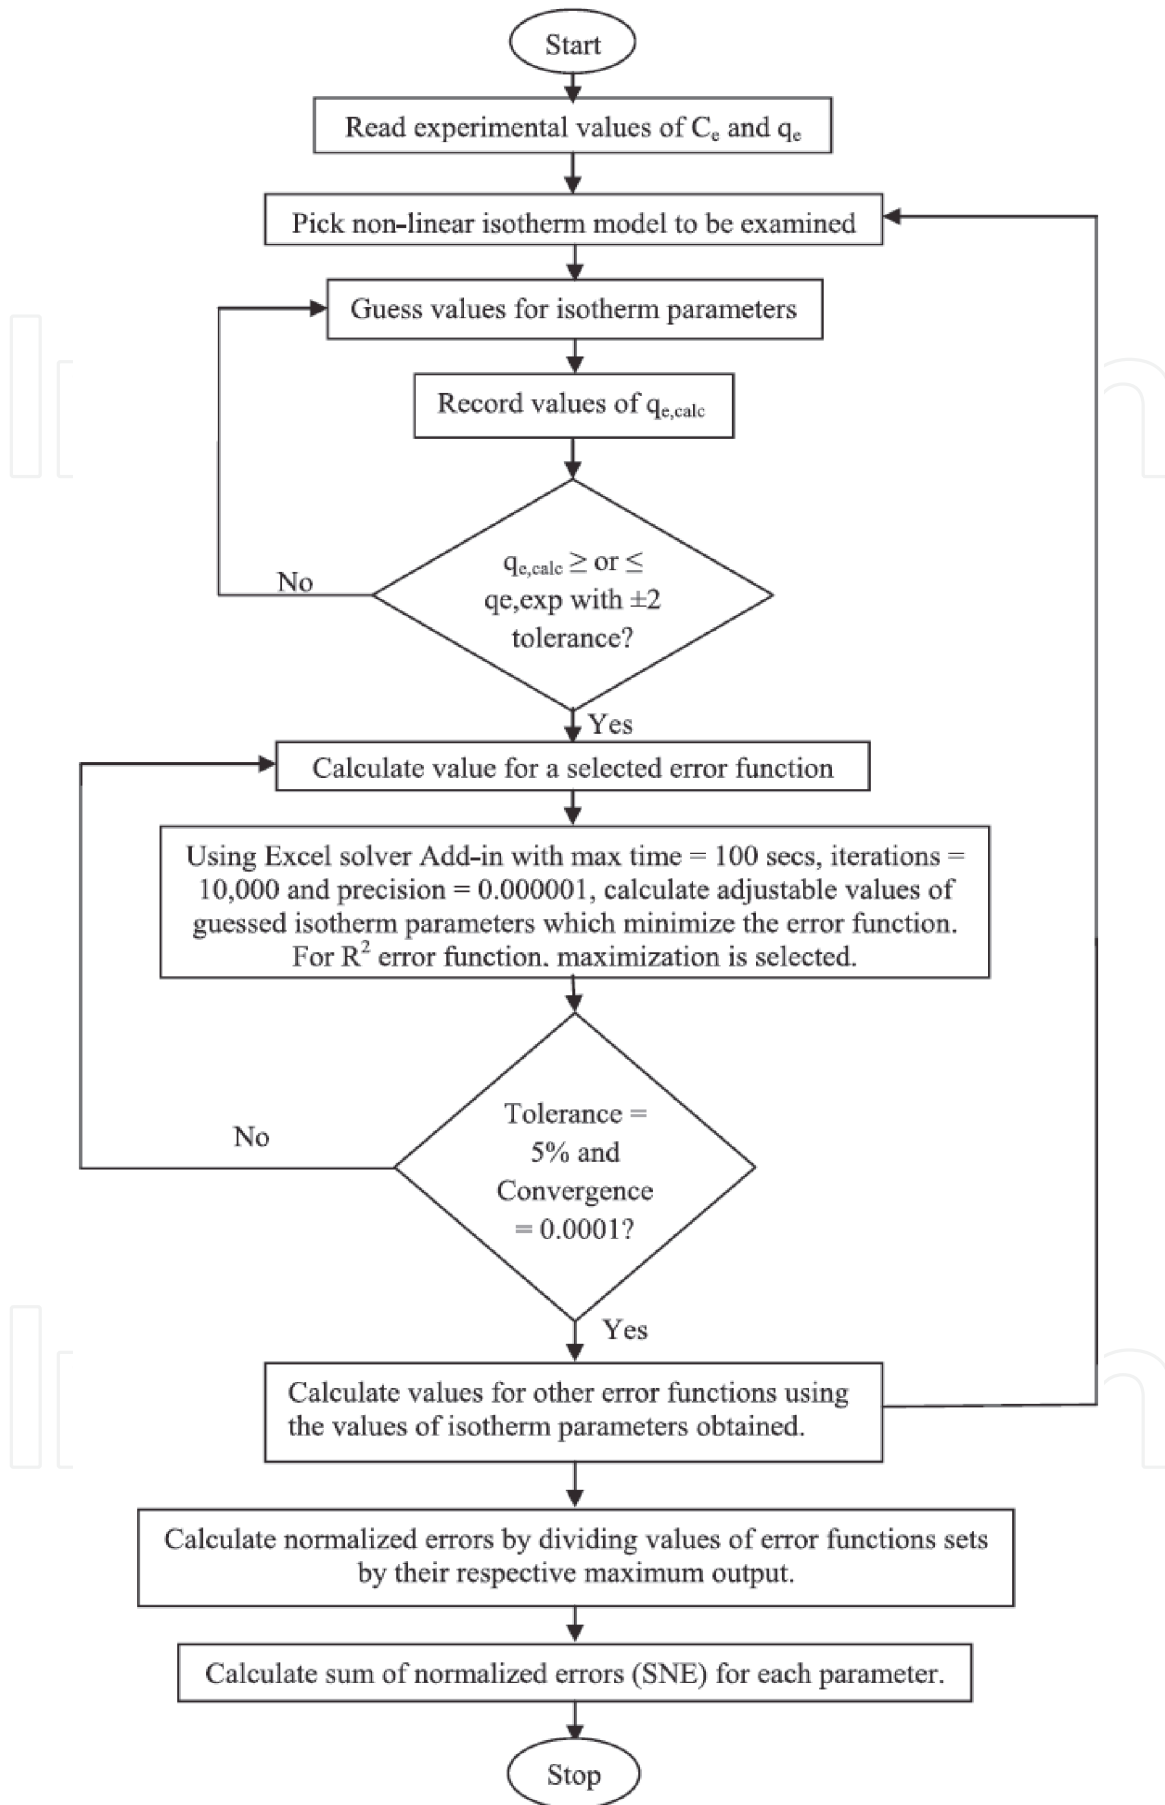 Start
Read experimental values of Cₑ and qₑ
Pick non-linear isotherm model to be examined
Guess values for isotherm parameters
Record values of qe,calc
qe,calc ≥ or ≤
qe,exp with ±2
tolerance?
No
Yes
Calculate value for a selected error function
Using Excel solver Add-in with max time = 100 secs, iterations =
10,000 and precision = 0.000001, calculate adjustable values of
guessed isotherm parameters which minimize the error function.
For R² error function. maximization is selected.
Tolerance =
5% and
Convergence
= 0.0001?
No
Yes
Calculate values for other error functions using
the values of isotherm parameters obtained.
Calculate normalized errors by dividing values of error functions sets
by their respective maximum output.
Calculate sum of normalized errors (SNE) for each parameter.
Stop